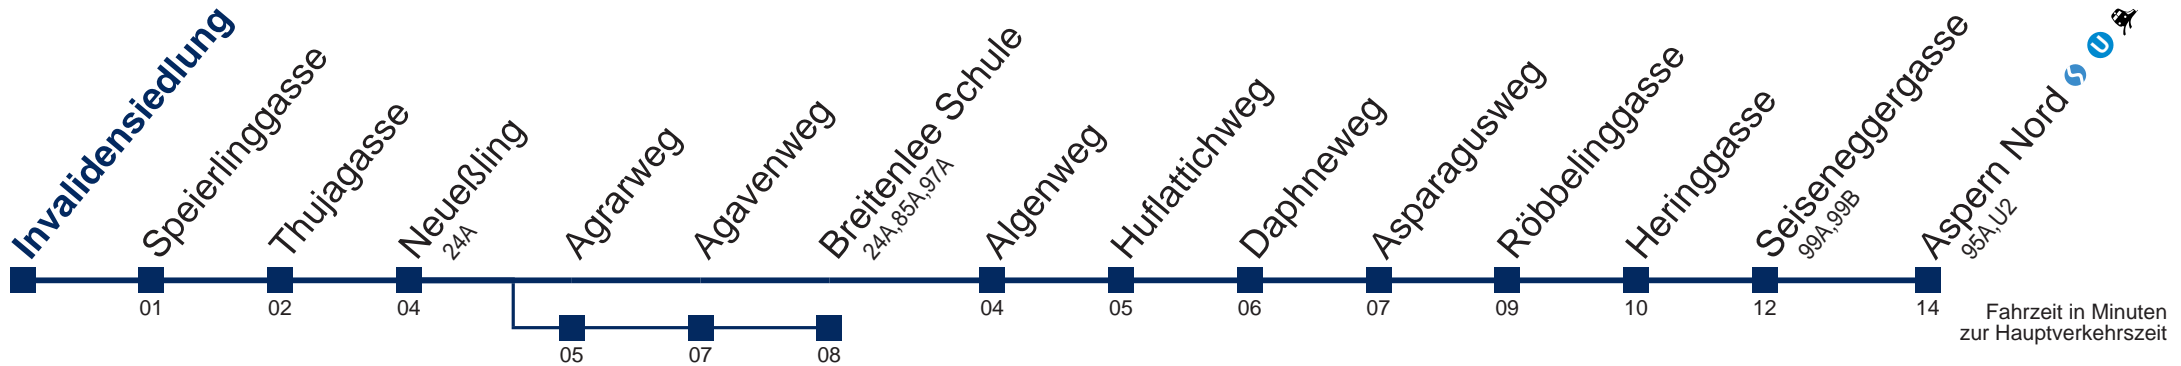 Invalidensiedlung
Speierlinggasse
Thujagasse
Neueßling
24A
Agrarweg
Agavenweg
Breitenlee Schule
24A,85A,97A
Algenweg
Huflattichweg
Daphneweg
Asparagusweg
Röbbelinggasse
Heringgasse
Seiseneggergasse
99A,99B
Aspern Nord S U
95A,U2
01 02 04 04 05 06 07 09 10 12 14
05 07 08
Fahrzeit in Minuten
zur Hauptverkehrszeit